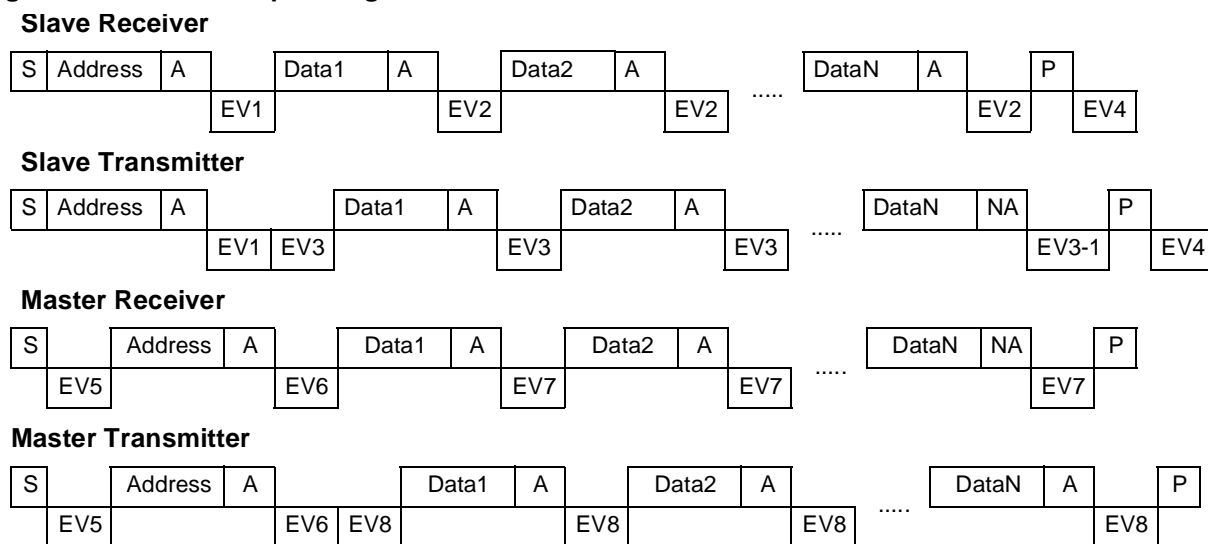 Slave Receiver
S Address A Data1 A Data2 A ..... DataN A P
EV1 EV2 EV2 EV2 EV4
Slave Transmitter
S Address A Data1 A Data2 A ..... DataN NA P
EV1 EV3 EV3 EV3 EV3-1 EV4
Master Receiver
S Address A Data1 A Data2 A ..... DataN NA P
EV5 EV6 EV7 EV7 EV7
Master Transmitter
S Address A Data1 A Data2 A ..... DataN A P
EV5 EV6 EV8 EV8 EV8 EV8